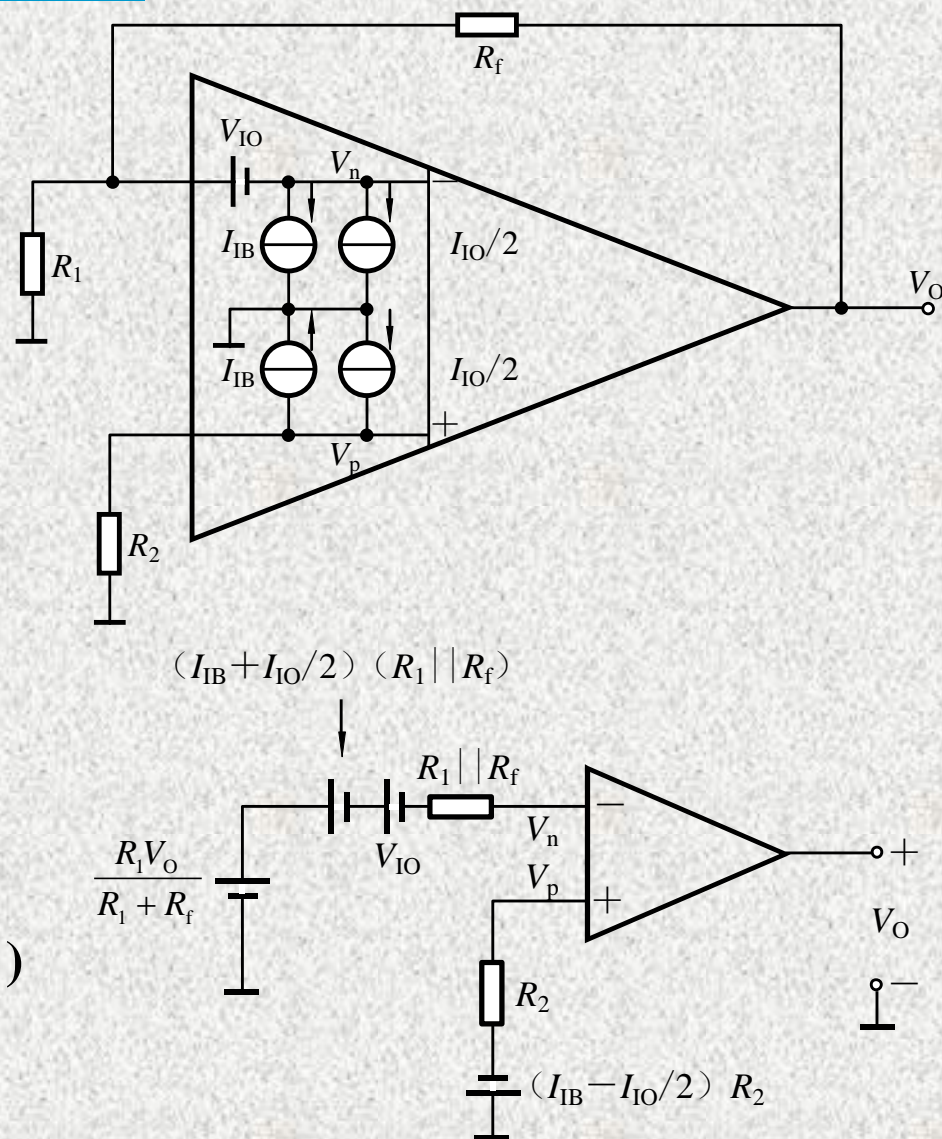 R_f
V_IO
V_n
−
I_IB
I_IO/2
R_1
V_O
I_IB
I_IO/2
+
V_p
R_2
（I_IB＋I_IO/2）（R_1||R_f）
R_1||R_f
−
V_n
V_IO
R_1V_O
R_1 + R_f
V_p
+
+
V_O
)
R_2
−
（I_IB－I_IO/2）R_2